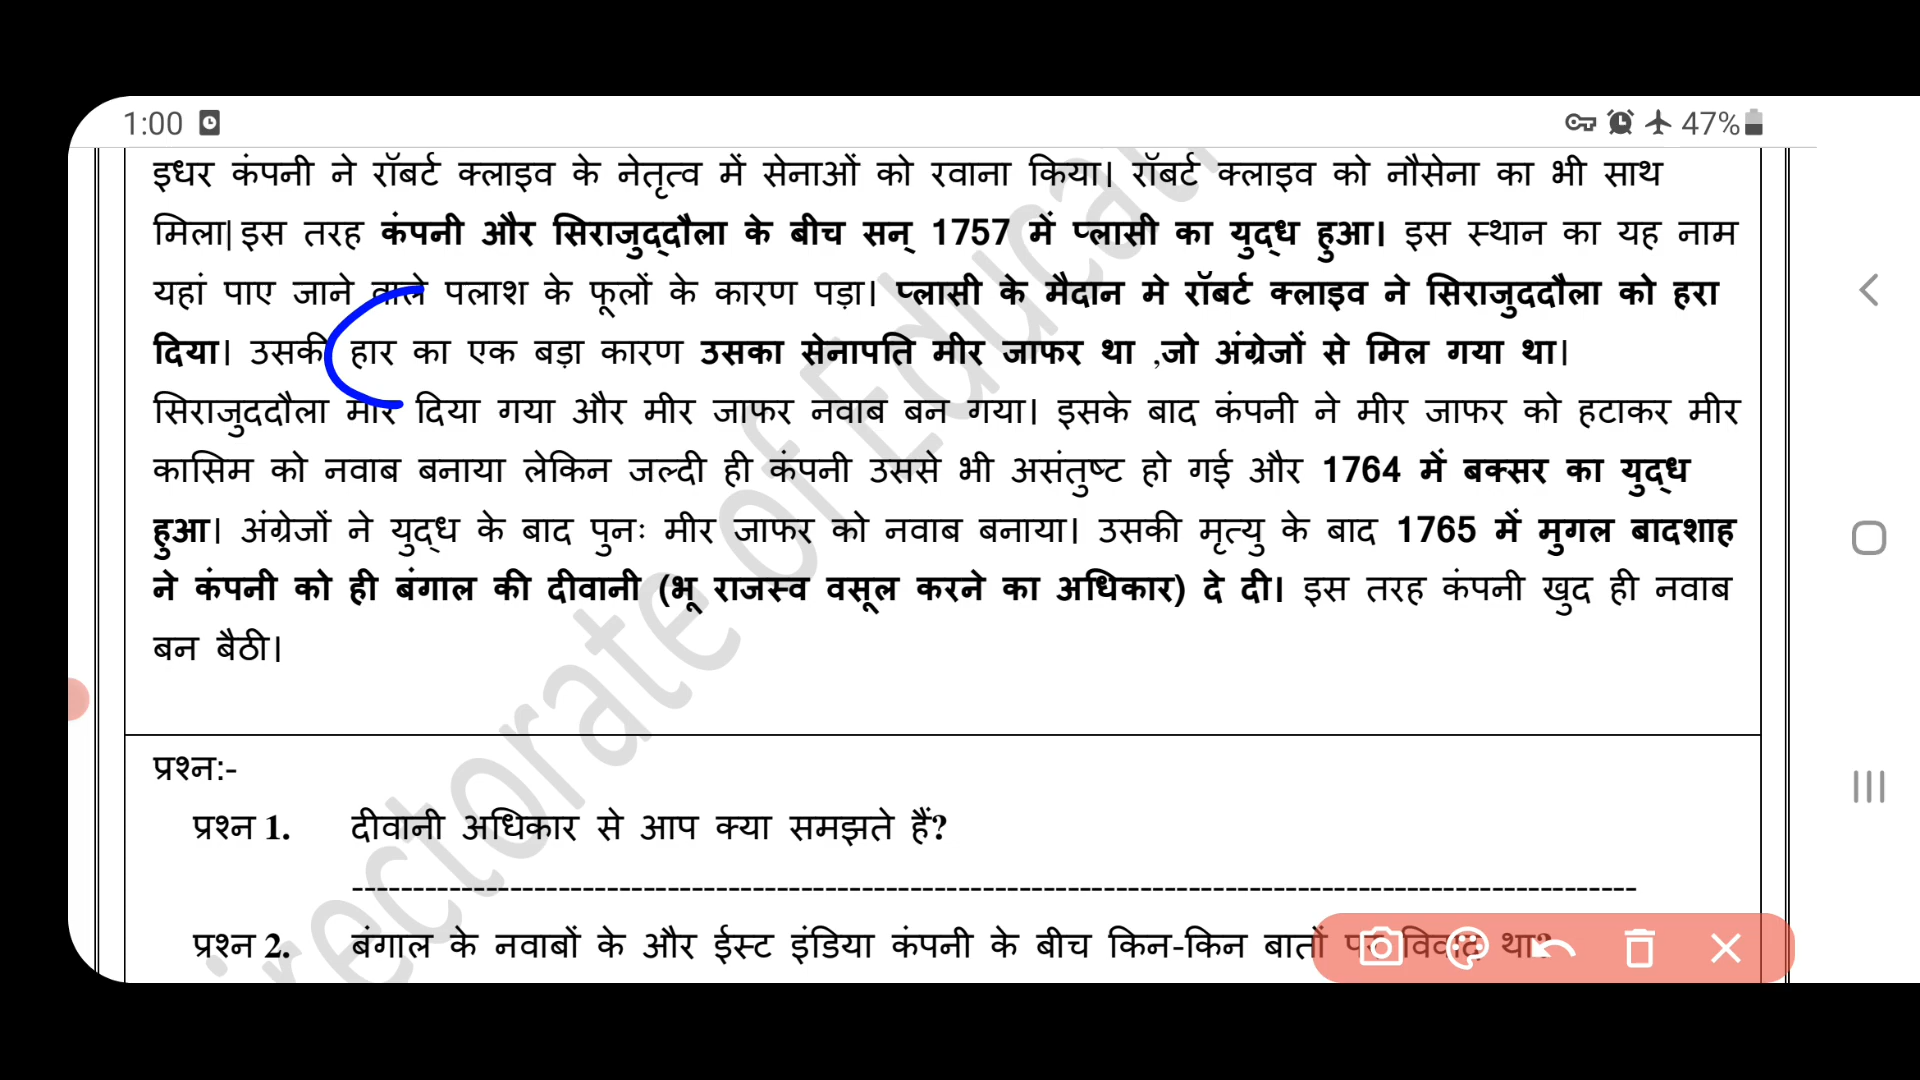 1:00
47%
इधर कंपनी ने रॉबर्ट क्लाइव के नेतृत्व में सेनाओं को रवाना किया। रॉबर्ट क्लाइव को नौसेना का भी साथ
मिला| इस तरह कंपनी और सिराजुद्दौला के बीच सन् 1757 में प्लासी का युद्ध हुआ। इस स्थान का यह नाम
यहां पाए जाने वाले पलाश के फूलों के कारण पड़ा। प्लासी के मैदान मे रॉबर्ट क्लाइव ने सिराजुददौला को हरा
दिया। उसकी हार का एक बड़ा कारण उसका सेनापति मीर जाफर था ,जो अंग्रेजों से मिल गया था।
सिराजुददौला मार दिया गया और मीर जाफर नवाब बन गया। इसके बाद कंपनी ने मीर जाफर को हटाकर मीर
कासिम को नवाब बनाया लेकिन जल्दी ही कंपनी उससे भी असंतुष्ट हो गई और 1764 में बक्सर का युद्ध
हुआ। अंग्रेजों ने युद्ध के बाद पुनः मीर जाफर को नवाब बनाया। उसकी मृत्यु के बाद 1765 में मुगल बादशाह
ने कंपनी को ही बंगाल की दीवानी (भू राजस्व वसूल करने का अधिकार) दे दी। इस तरह कंपनी खुद ही नवाब
बन बैठी।
प्रश्न:-
प्रश्न 1. दीवानी अधिकार से आप क्या समझते हैं?
प्रश्न 2. बंगाल के नवाबों के और ईस्ट इंडिया कंपनी के बीच किन-किन बातों पर विवाद था?
irectorate of Educati